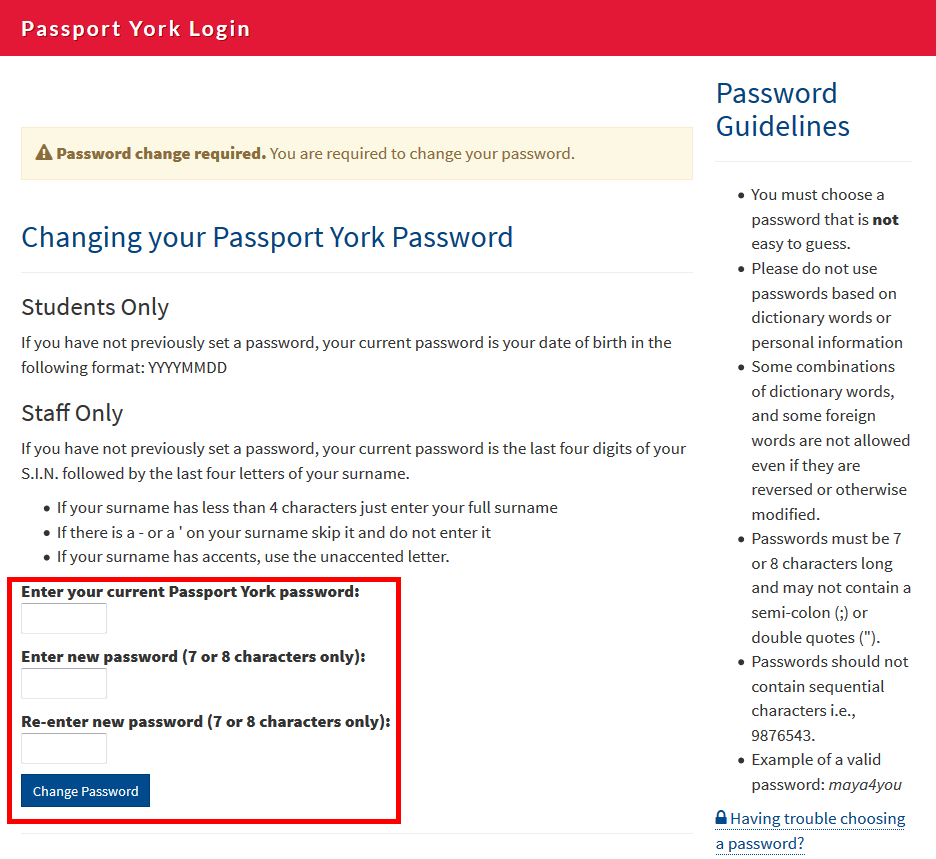 Passport York Login
Password change required. You are required to change your password.
Changing your Passport York Password
Students Only
If you have not previously set a password, your current password is your date of birth in the
following format: YYYYMMDD
Staff Only
If you have not previously set a password, your current password is the last four digits of your
S.I.N. followed by the last four letters of your surname.
• If your surname has less than 4 characters just enter your full surname
• If there is a - or a ' on your surname skip it and do not enter it
• If your surname has accents, use the unaccented letter.
Enter your current Passport York password:
Enter new password (7 or 8 characters only):
Re-enter new password (7 or 8 characters only):
Change Password
Password
Guidelines
• You must choose a
password that is not
easy to guess.
• Please do not use
passwords based on
dictionary words or
personal information
• Some combinations
of dictionary words,
and some foreign
words are not allowed
even if they are
reversed or otherwise
modified.
• Passwords must be 7
or 8 characters long
and may not contain a
semi-colon (;) or
double quotes (").
• Passwords should not
contain sequential
characters i.e.,
9876543.
• Example of a valid
password: maya4you
Having trouble choosing
a password?